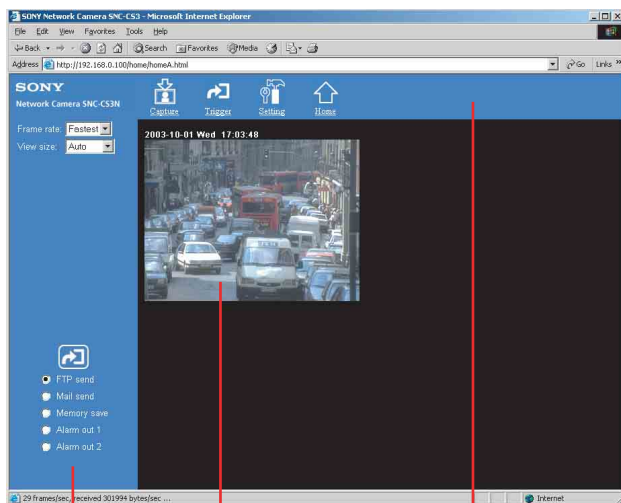 SONY Network Camera SNC-CS3 - Microsoft Internet Explorer
File Edit View Favorites Tools Help
Back Search Favorites Media
Address http://192.168.0.100/home/homeA.html Go Links »
SONY
Network Camera SNC-CS3N
Capture Trigger Setting Home
Frame rate: Fastest
View size: Auto
2003-10-01 Wed 17:03:48
FTP send
Mail send
Memory save
Alarm out 1
Alarm out 2
29 frames/sec, received 301994 bytes/sec ... Internet